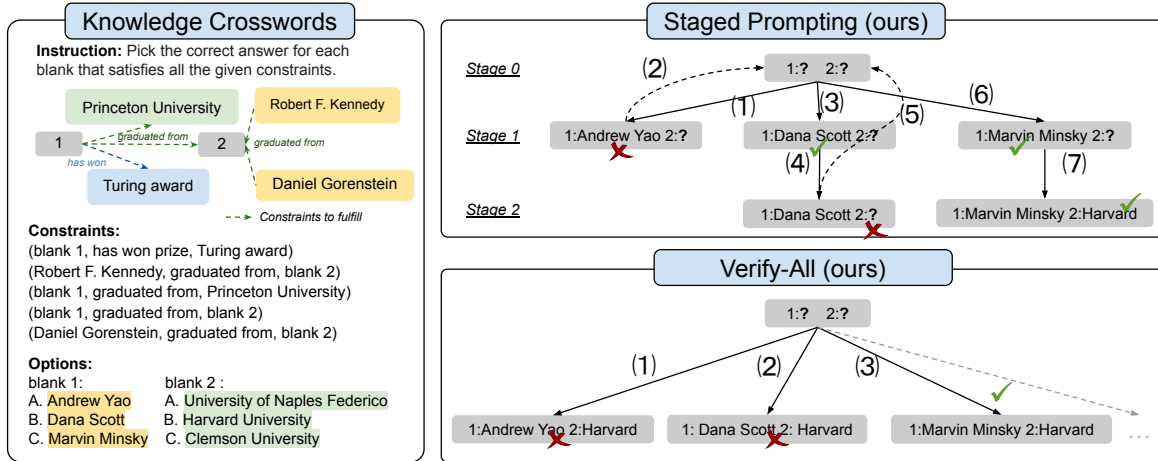 Knowledge Crosswords
Instruction: Pick the correct answer for each
blank that satisfies all the given constraints.
Princeton University
Robert F. Kennedy
graduated from
1
graduated from
2
graduated from
has won
Turing award
Daniel Gorenstein
Constraints to fulfill
Constraints:
(blank 1, has won prize, Turing award)
(Robert F. Kennedy, graduated from, blank 2)
(blank 1, graduated from, Princeton University)
(blank 1, graduated from, blank 2)
(Daniel Gorenstein, graduated from, blank 2)
Options:
blank 1: blank 2 :
A. Andrew Yao A. University of Naples Federico
B. Dana Scott B. Harvard University
C. Marvin Minsky C. Clemson University
Staged Prompting (ours)
Stage 0
1:? 2:?
(2)
(1)
(3)
(5)
(6)
Stage 1
1:Andrew Yao 2:?
1:Dana Scott 2:?
1:Marvin Minsky 2:?
(4)
(7)
Stage 2
1:Dana Scott 2:?
1:Marvin Minsky 2:Harvard
Verify-All (ours)
1:? 2:?
(1)
(2)
(3)
1:Andrew Yao 2:Harvard
1: Dana Scott 2: Harvard
1:Marvin Minsky 2:Harvard
...